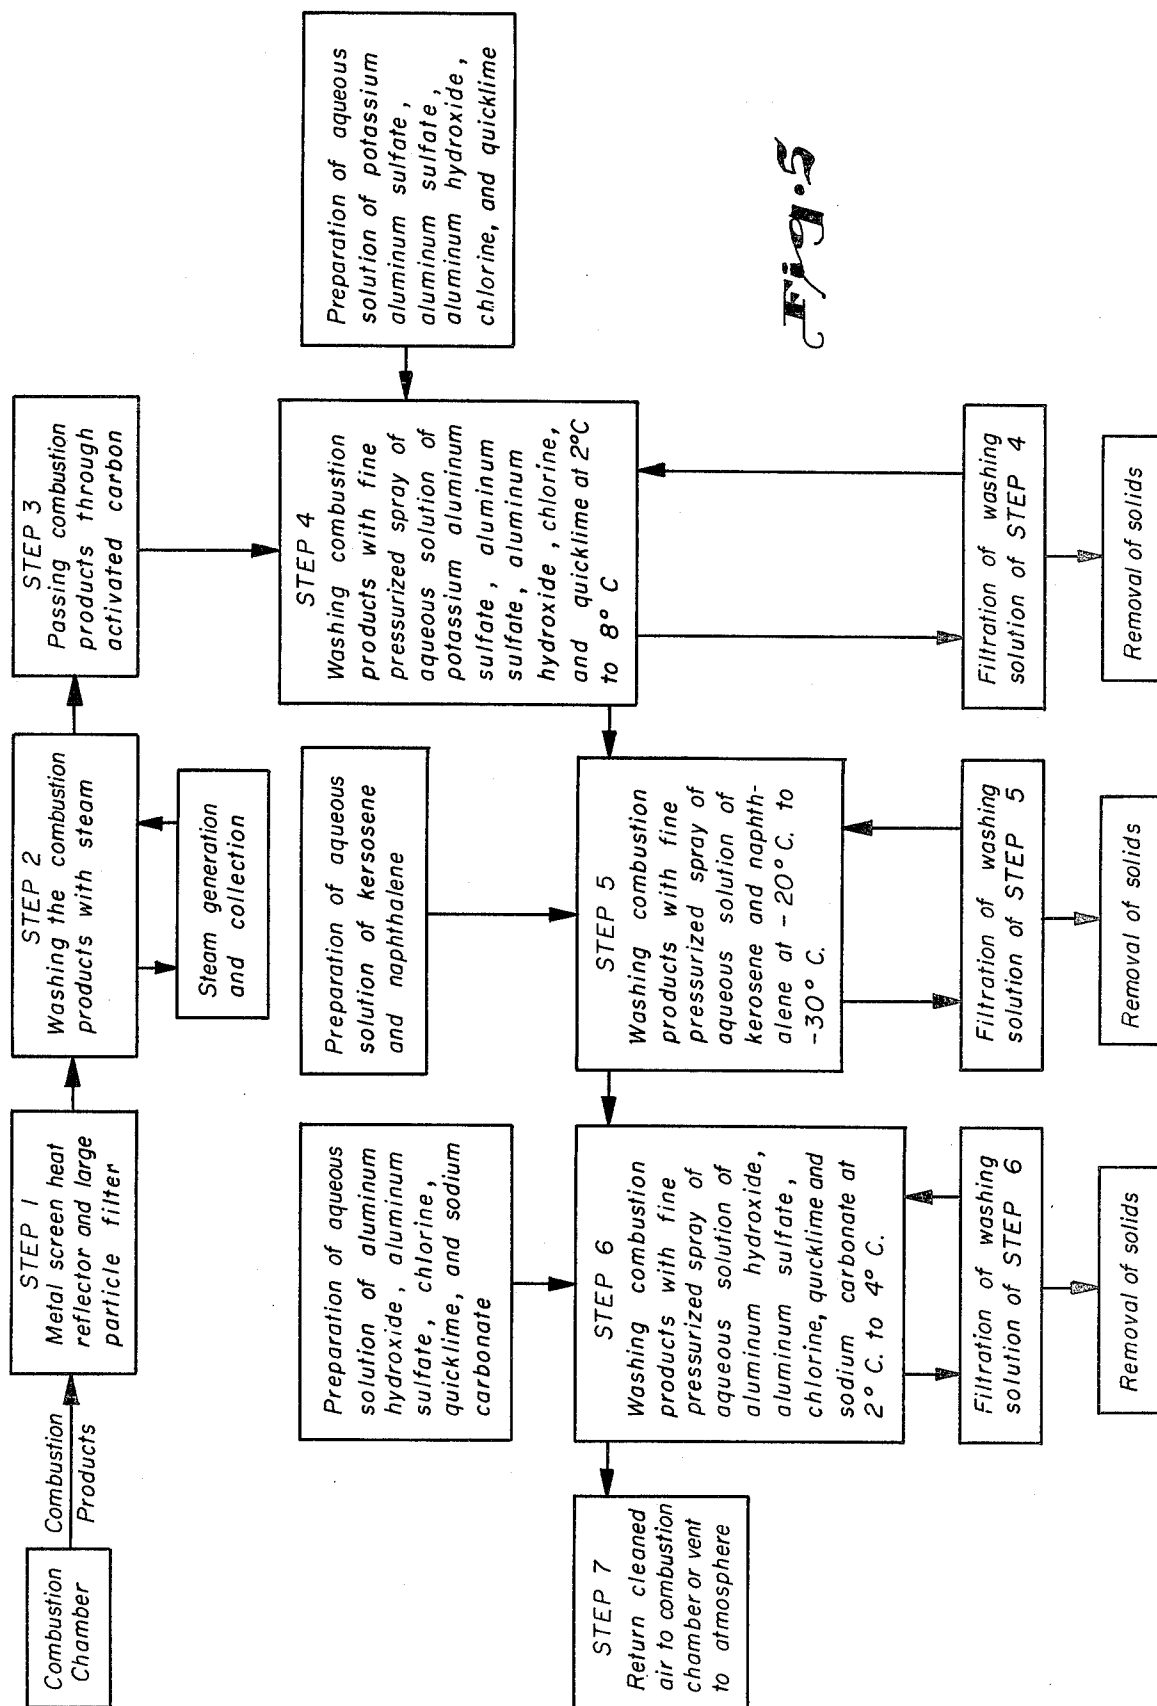 Combustion
Chamber
Combustion
Products
STEP 1
Metal screen heat
reflector and large
particle filter
STEP 2
Washing the combustion
products with steam
Steam generation
and collection
STEP 3
Passing combustion
products through
activated carbon
Preparation of aqueous
solution of potassium
aluminum sulfate,
aluminum sulfate,
aluminum hydroxide,
chlorine, and quicklime
STEP 4
Washing combustion
products with fine
pressurized spray of
aqueous solution of
potassium aluminum
sulfate, aluminum
sulfate, aluminum
hydroxide, chlorine,
and quicklime at 2°C
to 8° C
Filtration of washing
solution of STEP 4
Removal of solids
Preparation of aqueous
solution of kersosene
and naphthalene
STEP 5
Washing combustion
products with fine
pressurized spray of
aqueous solution of
kerosene and naphth-
alene at -20° C. to
-30° C.
Filtration of washing
solution of STEP 5
Removal of solids
Preparation of aqueous
solution of aluminum
hydroxide, aluminum
sulfate, chlorine,
quicklime, and sodium
carbonate
STEP 6
Washing combustion
products with fine
pressurized spray of
aqueous solution of
aluminum hydroxide,
aluminum sulfate,
chlorine, quicklime and
sodium carbonate at
2° C. to 4° C.
Filtration of washing
solution of STEP 6
Removal of solids
STEP 7
Return cleaned
air to combustion
chamber or vent
to atmosphere
Fig. 5